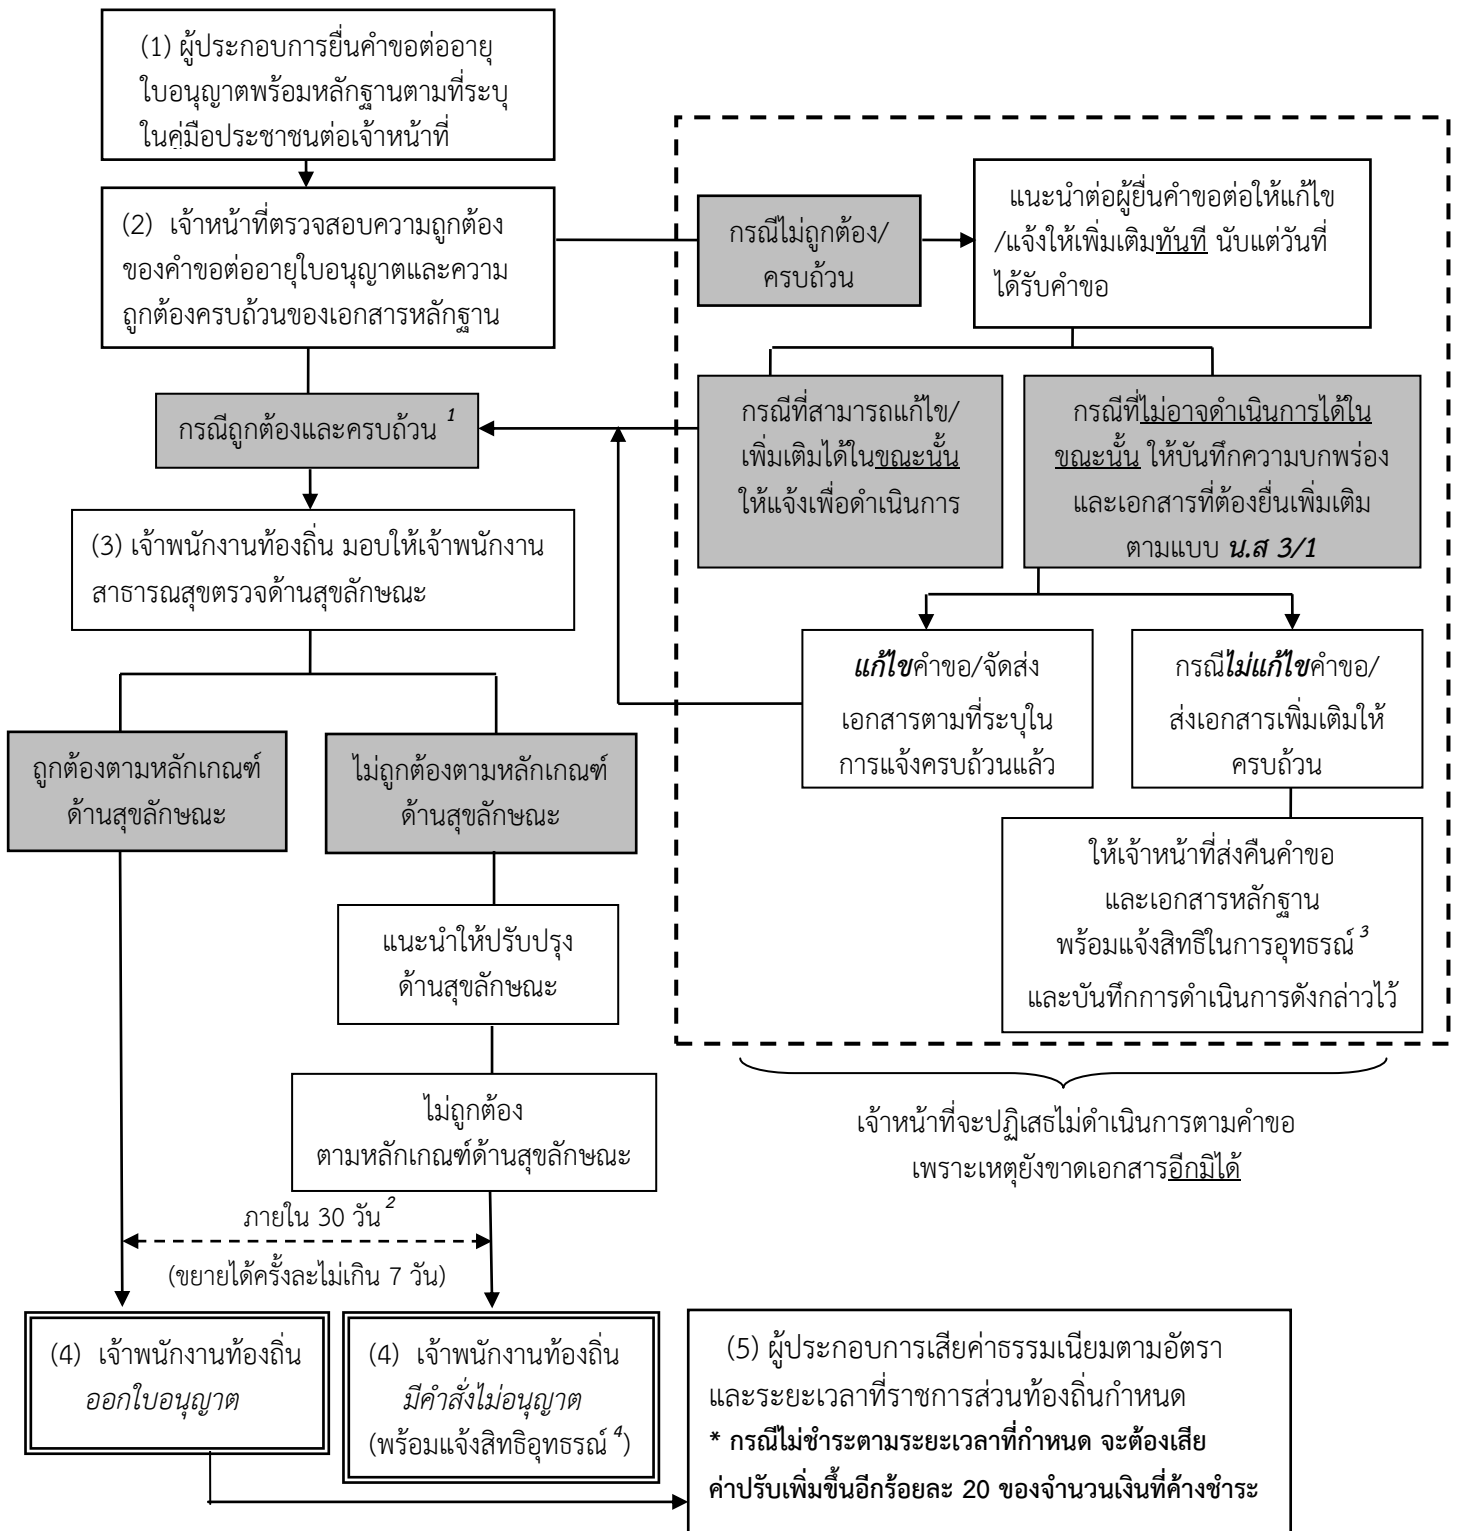 (1) ผู้ประกอบการยื่นคำขอต่ออายุ
ใบอนุญาตพร้อมหลักฐานตามที่ระบุ
ในคู่มือประชาชนต่อเจ้าหน้าที่
(2) เจ้าหน้าที่ตรวจสอบความถูกต้อง
ของคำขอต่ออายุใบอนุญาตและความ
ถูกต้องครบถ้วนของเอกสารหลักฐาน
กรณีไม่ถูกต้อง/
ครบถ้วน
แนะนำต่อผู้ยื่นคำขอต่อให้แก้ไข
/แจ้งให้เพิ่มเติมทันที นับแต่วันที่
ได้รับคำขอ
กรณีถูกต้องและครบถ้วน 1
กรณีที่สามารถแก้ไข/
เพิ่มเติมได้ในขณะนั้น
ให้แจ้งเพื่อดำเนินการ
กรณีที่ไม่อาจดำเนินการได้ใน
ขณะนั้น ให้บันทึกความบกพร่อง
และเอกสารที่ต้องยื่นเพิ่มเติม
ตามแบบ น.ส 3/1
(3) เจ้าพนักงานท้องถิ่น มอบให้เจ้าพนักงาน
สาธารณสุขตรวจด้านสุขลักษณะ
แก้ไขคำขอ/จัดส่ง
เอกสารตามที่ระบุใน
การแจ้งครบถ้วนแล้ว
กรณีไม่แก้ไขคำขอ/
ส่งเอกสารเพิ่มเติมให้
ครบถ้วน
ถูกต้องตามหลักเกณฑ์
ด้านสุขลักษณะ
ไม่ถูกต้องตามหลักเกณฑ์
ด้านสุขลักษณะ
ให้เจ้าหน้าที่ส่งคืนคำขอ
และเอกสารหลักฐาน
พร้อมแจ้งสิทธิในการอุทธรณ์ 3
และบันทึกการดำเนินการดังกล่าวไว้
แนะนำให้ปรับปรุง
ด้านสุขลักษณะ
ไม่ถูกต้อง
ตามหลักเกณฑ์ด้านสุขลักษณะ
เจ้าหน้าที่จะปฏิเสธไม่ดำเนินการตามคำขอ
เพราะเหตุยังขาดเอกสารอีกมิได้
ภายใน 30 วัน 2
(ขยายได้ครั้งละไม่เกิน 7 วัน)
(4) เจ้าพนักงานท้องถิ่น
ออกใบอนุญาต
(4) เจ้าพนักงานท้องถิ่น
มีคำสั่งไม่อนุญาต
(พร้อมแจ้งสิทธิอุทธรณ์ 4)
(5) ผู้ประกอบการเสียค่าธรรมเนียมตามอัตรา
และระยะเวลาที่ราชการส่วนท้องถิ่นกำหนด
* กรณีไม่ชำระตามระยะเวลาที่กำหนด จะต้องเสีย
ค่าปรับเพิ่มขึ้นอีกร้อยละ 20 ของจำนวนเงินที่ค้างชำระ